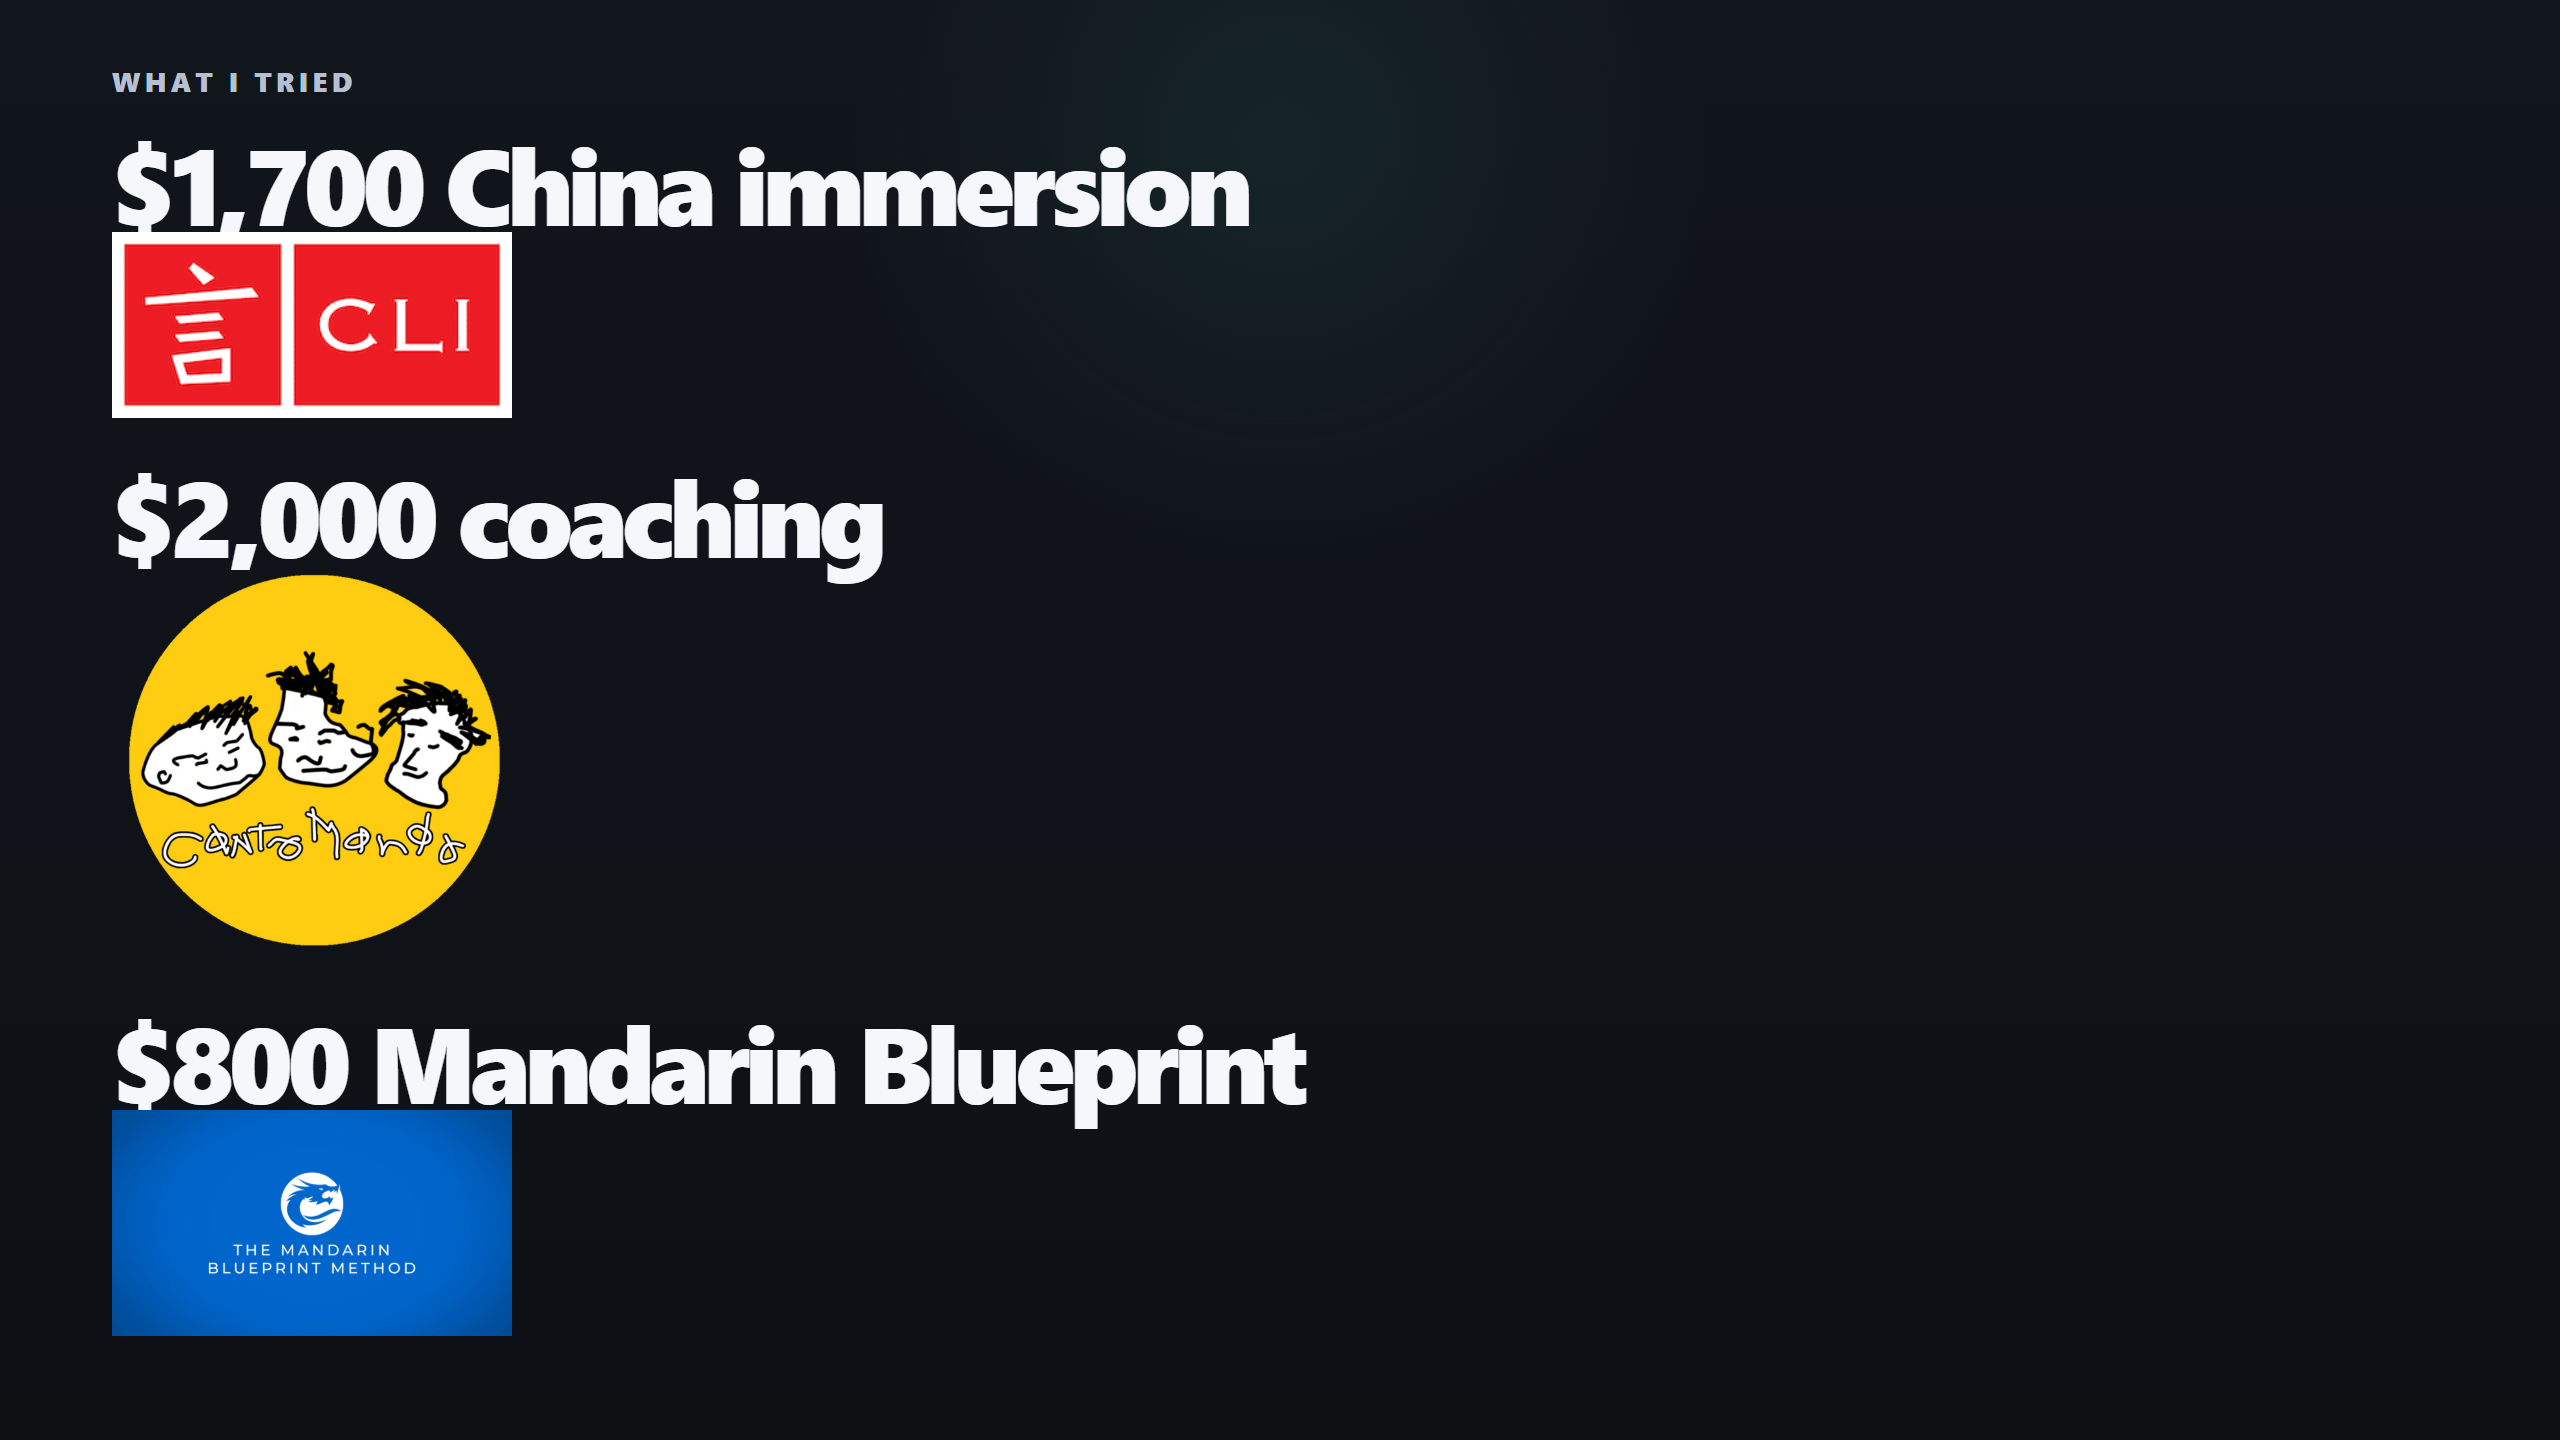 WHAT I TRIED
$1,700 China immersion
言 CLI
$2,000 coaching
CantoMando
$800 Mandarin Blueprint
THE MANDARIN
BLUEPRINT METHOD